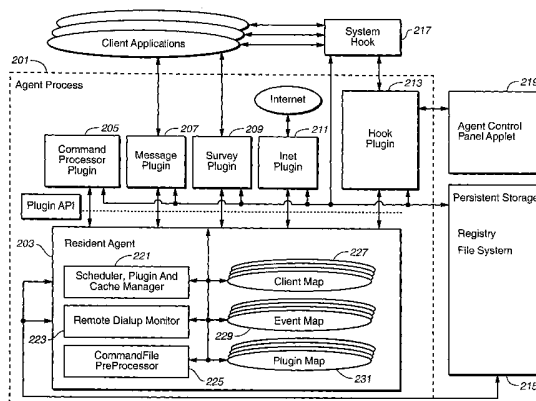 Client Applications
System
Hook
217
201
Agent Process
Internet
213
219
205
207
209
211
Command
Processor
Plugin
Message
Plugin
Survey
Plugin
Inet
Plugin
Hook
Plugin
Agent Control
Panel Applet
Plugin API
Persistent Storage
Registry
File System
203
Resident Agent
221
227
Scheduler, Plugin And
Cache Manager
Client Map
Remote Dialup Monitor
Event Map
223
229
CommandFile
PreProcessor
Plugin Map
225
231
215